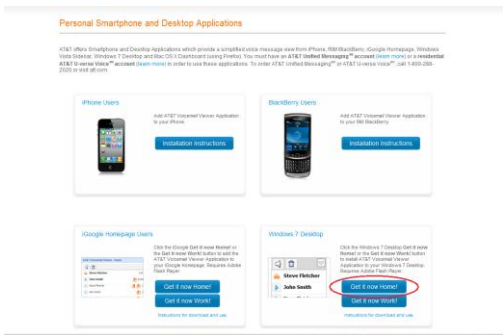 Personal Smartphone and Desktop Applications
AT&T offers Smartphone and Desktop Applications which provide a simplified voice message view from iPhone, RIM BlackBerry, iGoogle Homepage, Windows
Vista Sidebar, Windows 7 Desktop and Mac OS X Dashboard (using Firefox). You must have an AT&T Unified Messaging℠ account (learn more) or a residential
AT&T U-verse Voice℠ account (learn more) in order to use these applications. To order AT&T Unified Messaging℠ or AT&T U-verse Voice℠, call 1-800-288-
2020 or visit att.com.
iPhone Users
Add AT&T Voicemail Viewer Application
to your iPhone.
Installation Instructions
BlackBerry Users
Add AT&T Voicemail Viewer Application
to your RIM BlackBerry.
Installation Instructions
iGoogle Homepage Users
Click the iGoogle Get it now Home! or
the Get it now Work! button to add the
AT&T Voicemail Viewer Application to
your iGoogle Homepage. Requires Adobe
Flash Player.
Get it now Home!
Get it now Work!
Instructions for download and use.
Windows 7 Desktop
Click the Windows 7 Desktop Get it now
Home! or the Get it now Work! button
to install AT&T Voicemail Viewer
Application to your Windows 7 Desktop.
Requires Adobe Flash Player.
Steve Fletcher
John Smith
Get it now Home!
Get it now Work!
Instructions for download and use.